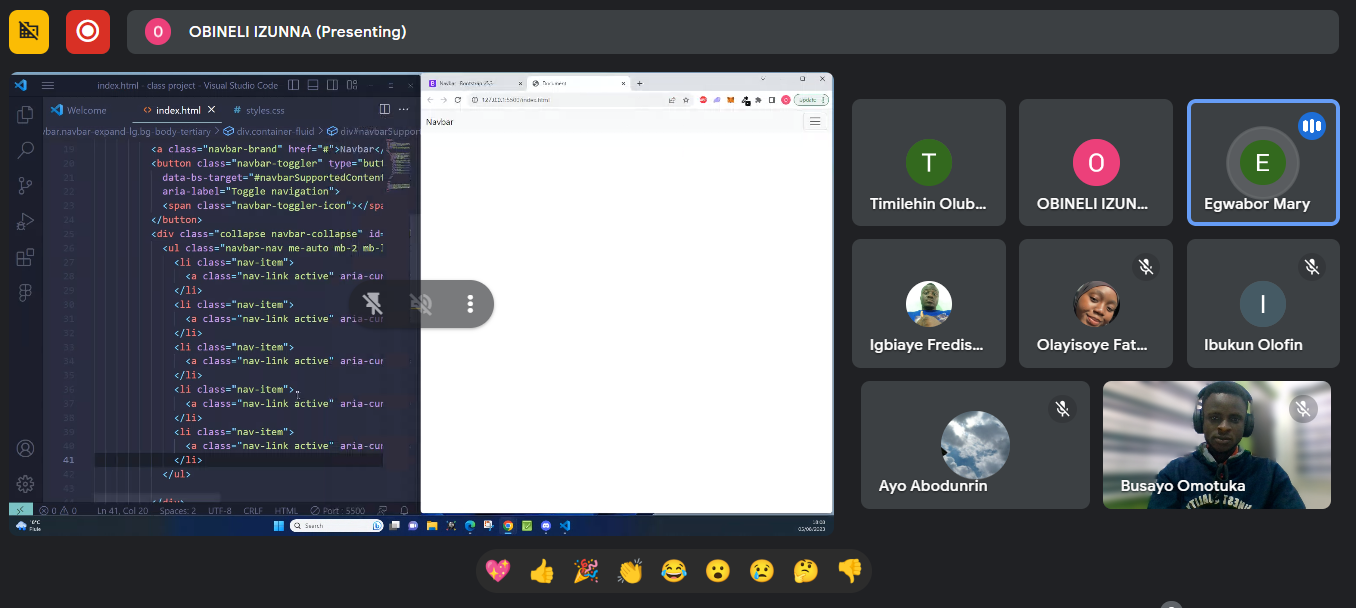 O OBINELI IZUNNA (Presenting)
index.html - class project - Visual Studio Code
Welcome
index.html
# styles.css
vbar.navbar-expand-lg.bg-body-tertiary > div.container-fluid > div#navbarSuppor
19 <a class="navbar-brand" href="#">Navbar</
20 <button class="navbar-toggler" type="butt
21 data-bs-target="#navbarSupportedContent
22 aria-label="Toggle navigation">
23 <span class="navbar-toggler-icon"></spa
24 </button>
25 <div class="collapse navbar-collapse" id=
26 <ul class="navbar-nav me-auto mb-2 mb-l
27 <li class="nav-item">
28 <a class="nav-link active" aria-cur
29 </li>
30 <li class="nav-item">
31 <a class="nav-link active" aria-cur
32 </li>
33 <li class="nav-item">
34 <a class="nav-link active" aria-cur
35 </li>
36 <li class="nav-item">
37 <a class="nav-link active" aria-cur
38 </li>
39 <li class="nav-item">
40 <a class="nav-link active" aria-cur
41 </li>
42 </ul>
43
</div>
0 0 Ln 41, Col 20 Spaces: 2 UTF-8 CRLF HTML Port : 5500
Navbar · Bootstrap v5.3
Document
127.0.0.1:5500/index.html
Update
Navbar
Search
18:03
03/06/2023
T
Timilehin Olub...
O
OBINELI IZUN...
E
Egwabor Mary
Igbiaye Fredis...
Olayisoye Fat...
I
Ibukun Olofin
Ayo Abodunrin
Busayo Omotuka